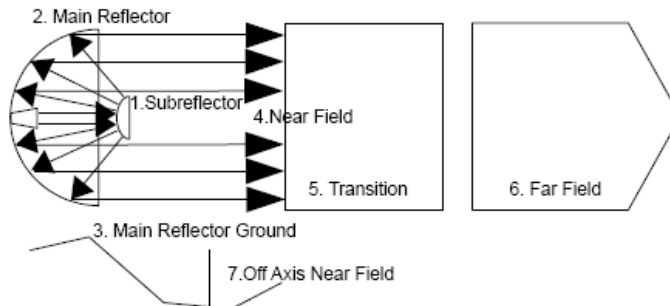 2. Main Reflector
1.Subreflector
4.Near Field
5. Transition
6. Far Field
3. Main Reflector Ground
7.Off Axis Near Field